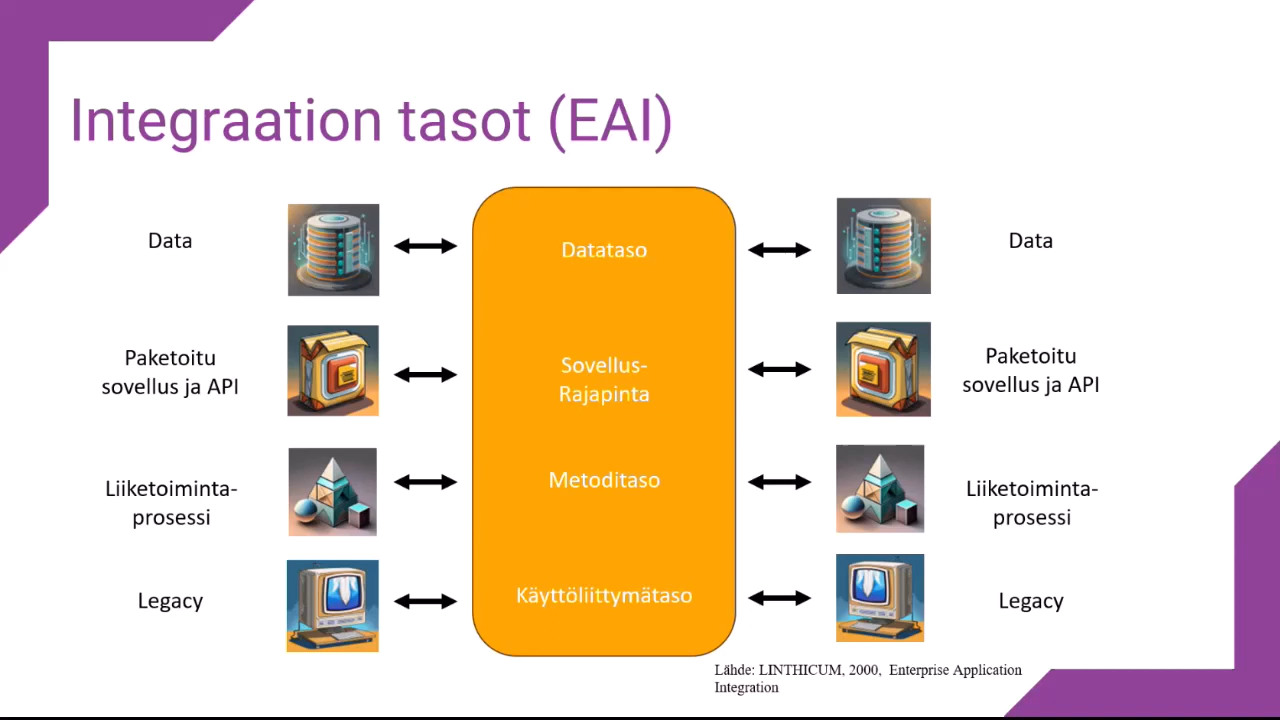 Integraation tasot (EAI)
Data
Datataso
Data
Paketoitu
sovellus ja API
Sovellus-
Rajapinta
Paketoitu
sovellus ja API
Liiketoiminta-
prosessi
Metoditaso
Liiketoiminta-
prosessi
Legacy
Käyttöliittymätaso
Legacy
Lähde: LINTHICUM, 2000, Enterprise Application
Integration